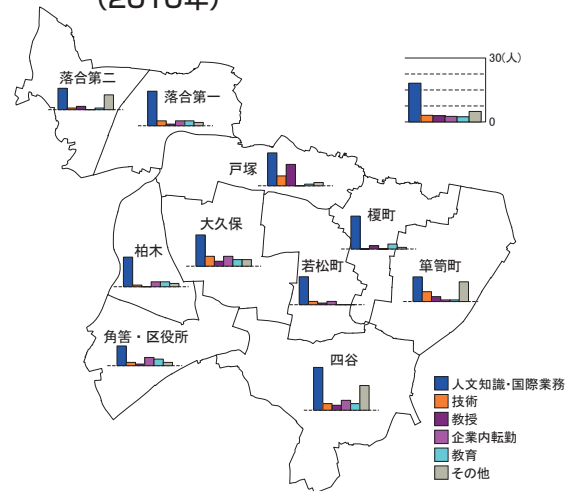 (2010年)
30(人)
0
落合第二
落合第一
戸塚
大久保
榎町
柏木
若松町
箪笥町
角筈・区役所
四谷
人文知識・国際業務
技術
教授
企業内転勤
教育
その他